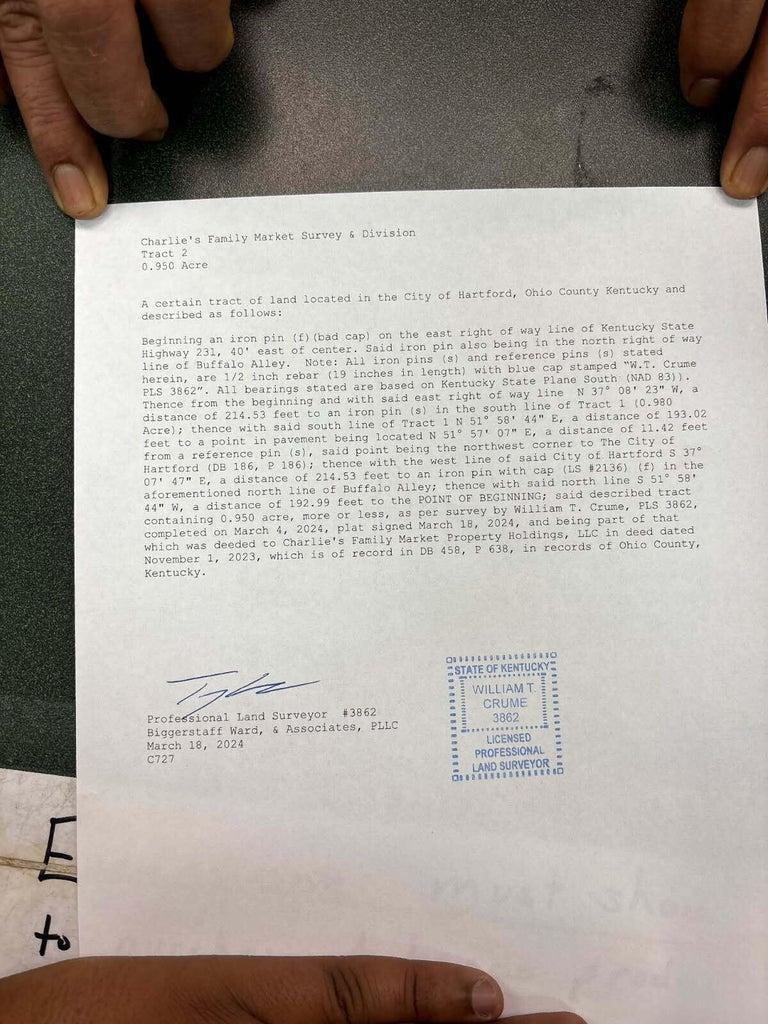 Charlie's Family Market Survey & Division
Tract 2
0.950 Acre
A certain tract of land located in the City of Hartford, Ohio County Kentucky and
described as follows:
Beginning an iron pin (f)(bad cap) on the east right of way line of Kentucky State
Highway 231, 40' east of center. Said iron pin also being in the north right of way
line of Buffalo Alley.  Note: All iron pins (s) and reference pins (s) stated
herein, are 1/2 inch rebar (19 inches in length) with blue cap stamped "W.T. Crume
PLS 3862". All bearings stated are based on Kentucky State Plane South (NAD 83)).
Thence from the beginning and with said east right of way line  N 37° 08' 23" W, a
distance of 214.53 feet to an iron pin (s) in the south line of Tract 1 (0.980
Acre); thence with said south line of Tract 1 N 51° 58' 44" E, a distance of 193.02
feet to a point in pavement being located N 51° 57' 07" E, a distance of 11.42 feet
from a reference pin (s), said point being the northwest corner to The City of
Hartford (DB 186, P 186); thence with the west line of said City of Hartford S 37°
07' 47" E, a distance of 214.53 feet to an iron pin with cap (LS #2136) (f) in the
aforementioned north line of Buffalo Alley; thence with said north line S 51° 58'
44" W, a distance of 192.99 feet to the POINT OF BEGINNING; said described tract
containing 0.950 acre, more or less, as per survey by William T. Crume, PLS 3862,
completed on March 4, 2024, plat signed March 18, 2024, and being part of that
which was deeded to Charlie's Family Market Property Holdings, LLC in deed dated
November 1, 2023, which is of record in DB 458, P 638, in records of Ohio County,
Kentucky.
Professional Land Surveyor  #3862
Biggerstaff Ward, & Associates, PLLC
March 18, 2024
C727
STATE OF KENTUCKY
WILLIAM T.
CRUME
3862
LICENSED
PROFESSIONAL
LAND SURVEYOR
E
to